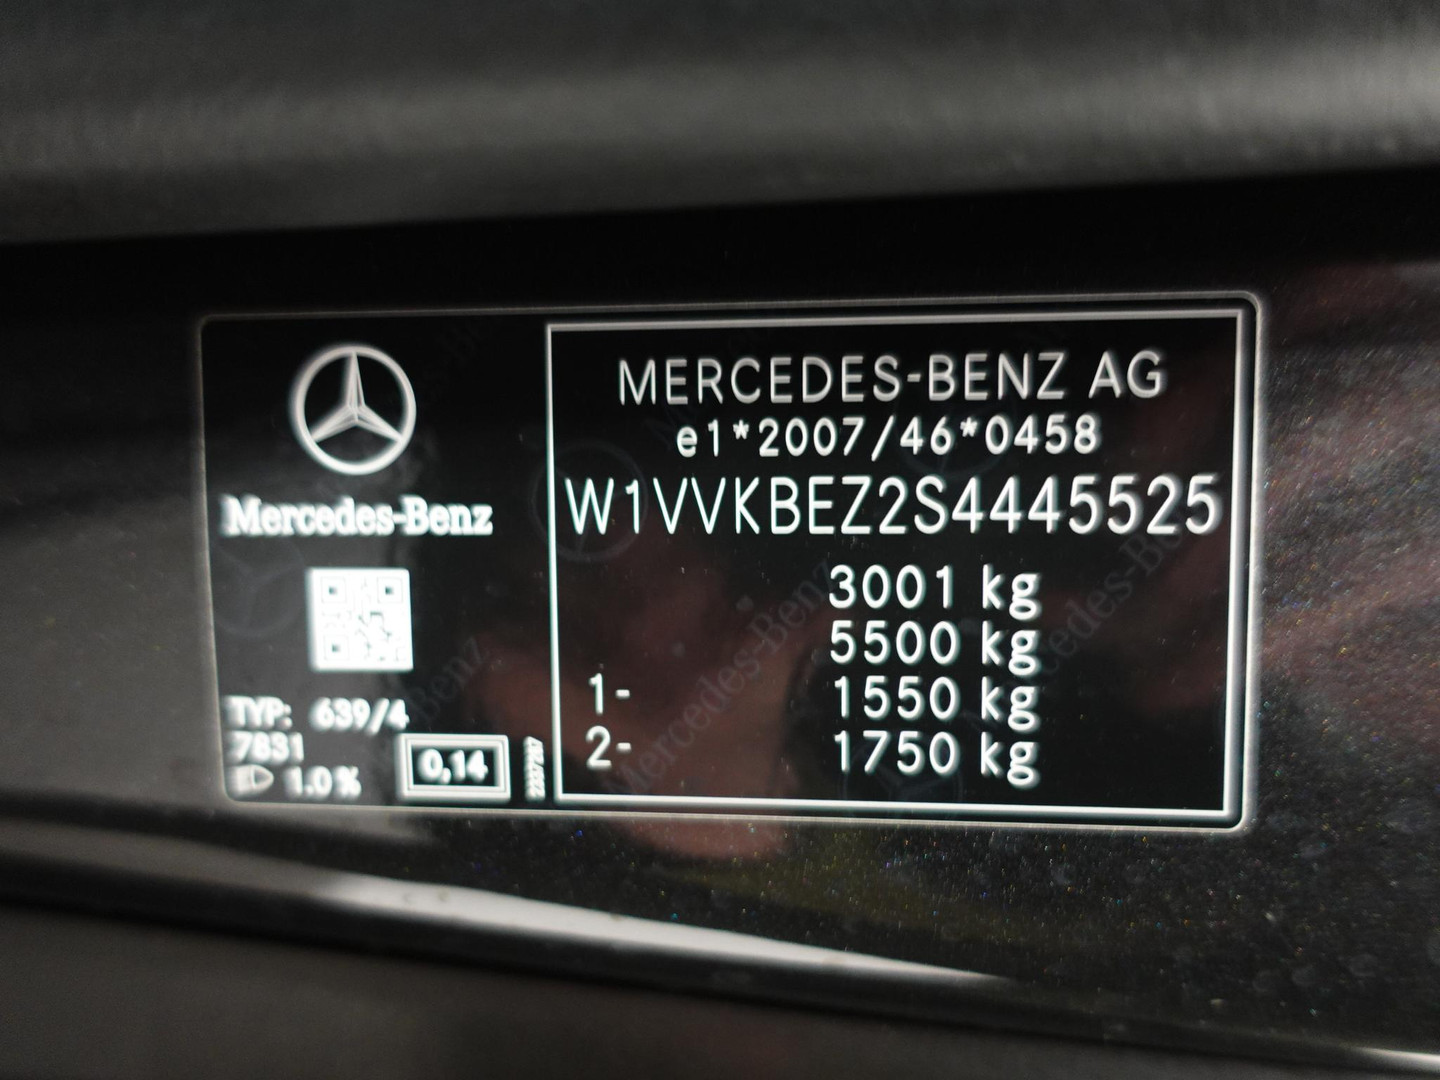 Mercedes-Benz
TYP: 639/4
7831
1.0 %
0,14
MERCEDES-BENZ AG
e1*2007/46*0458
W1VVKBEZ2S4445525
3001 kg
5500 kg
1- 1550 kg
2- 1750 kg